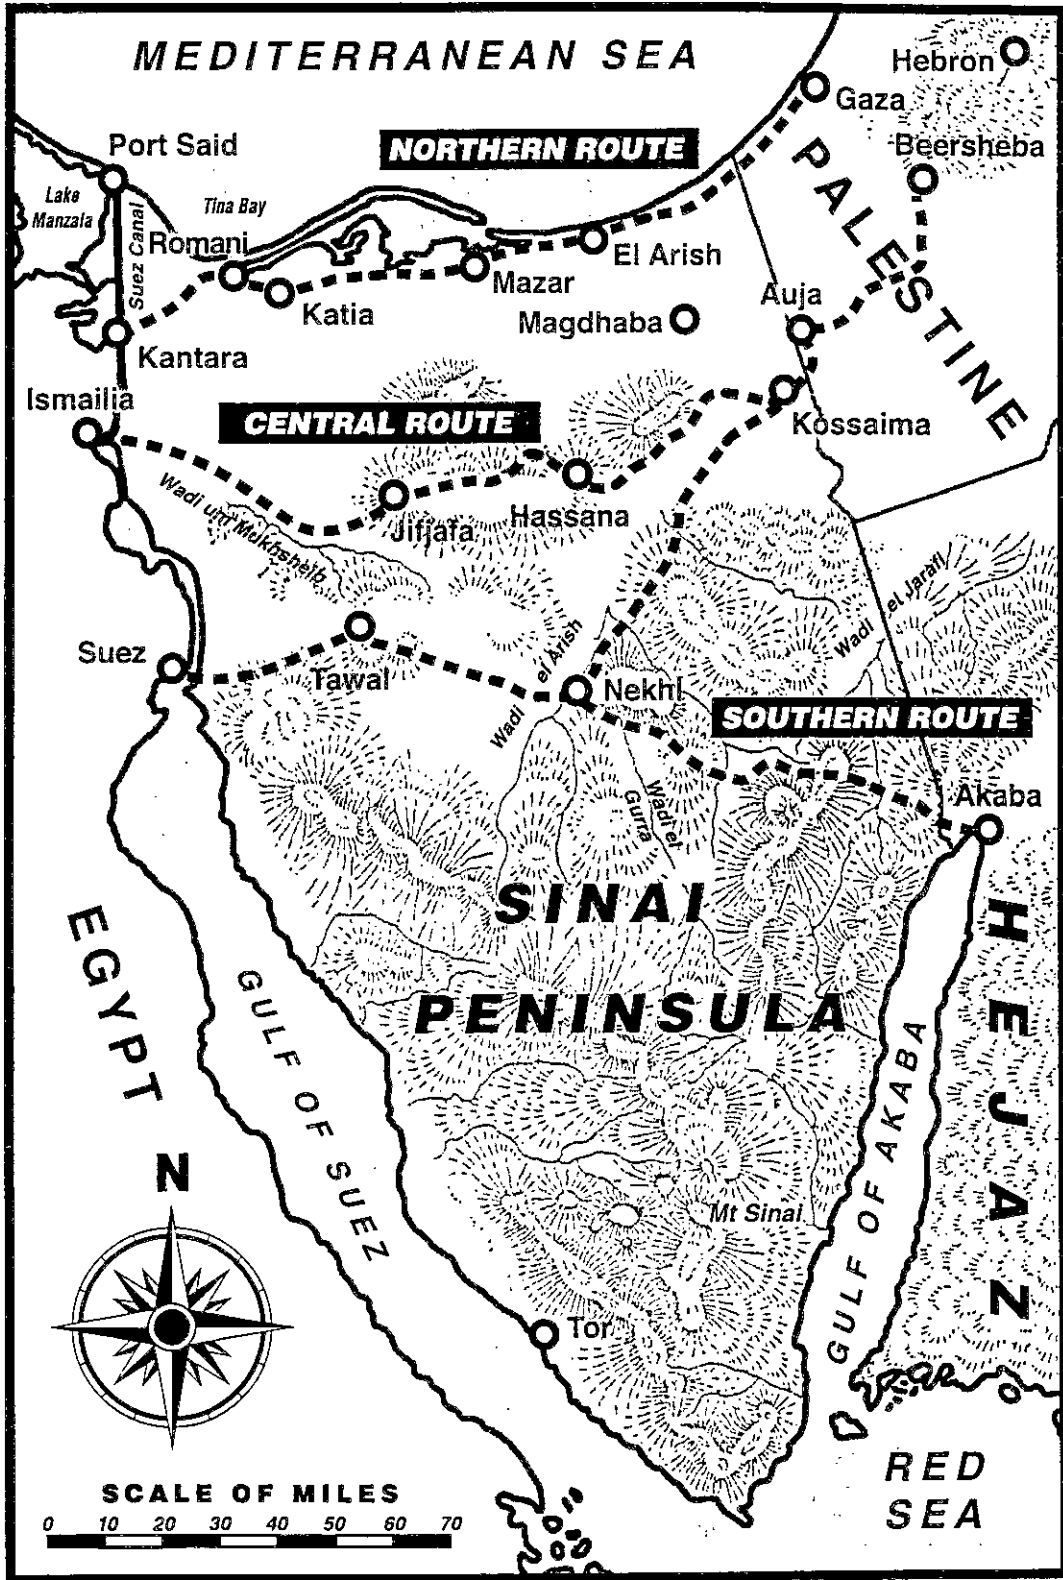 MEDITERRANEAN SEA
Hebron
Gaza
Port Said
NORTHERN ROUTE
Beersheba
Lake
Manzala
Tina Bay
Suez Canal
Romani
PALESTINE
El Arish
Mazar
Katia
Auja
Magdhaba
Kantara
Ismailia
CENTRAL ROUTE
Kossaima
Wadi um Mukhsheib
Jifjafa
Hassana
Wadi el Jarafi
Suez
Tawal
Wadi el Arish
Nekhl
SOUTHERN ROUTE
Wadi el
Gurra
Akaba
SINAI
PENINSULA
EGYPT
GULF OF SUEZ
HEJAZ
GULF OF AKABA
N
Mt Sinai
Tor
RED
SEA
SCALE OF MILES
0 10 20 30 40 50 60 70